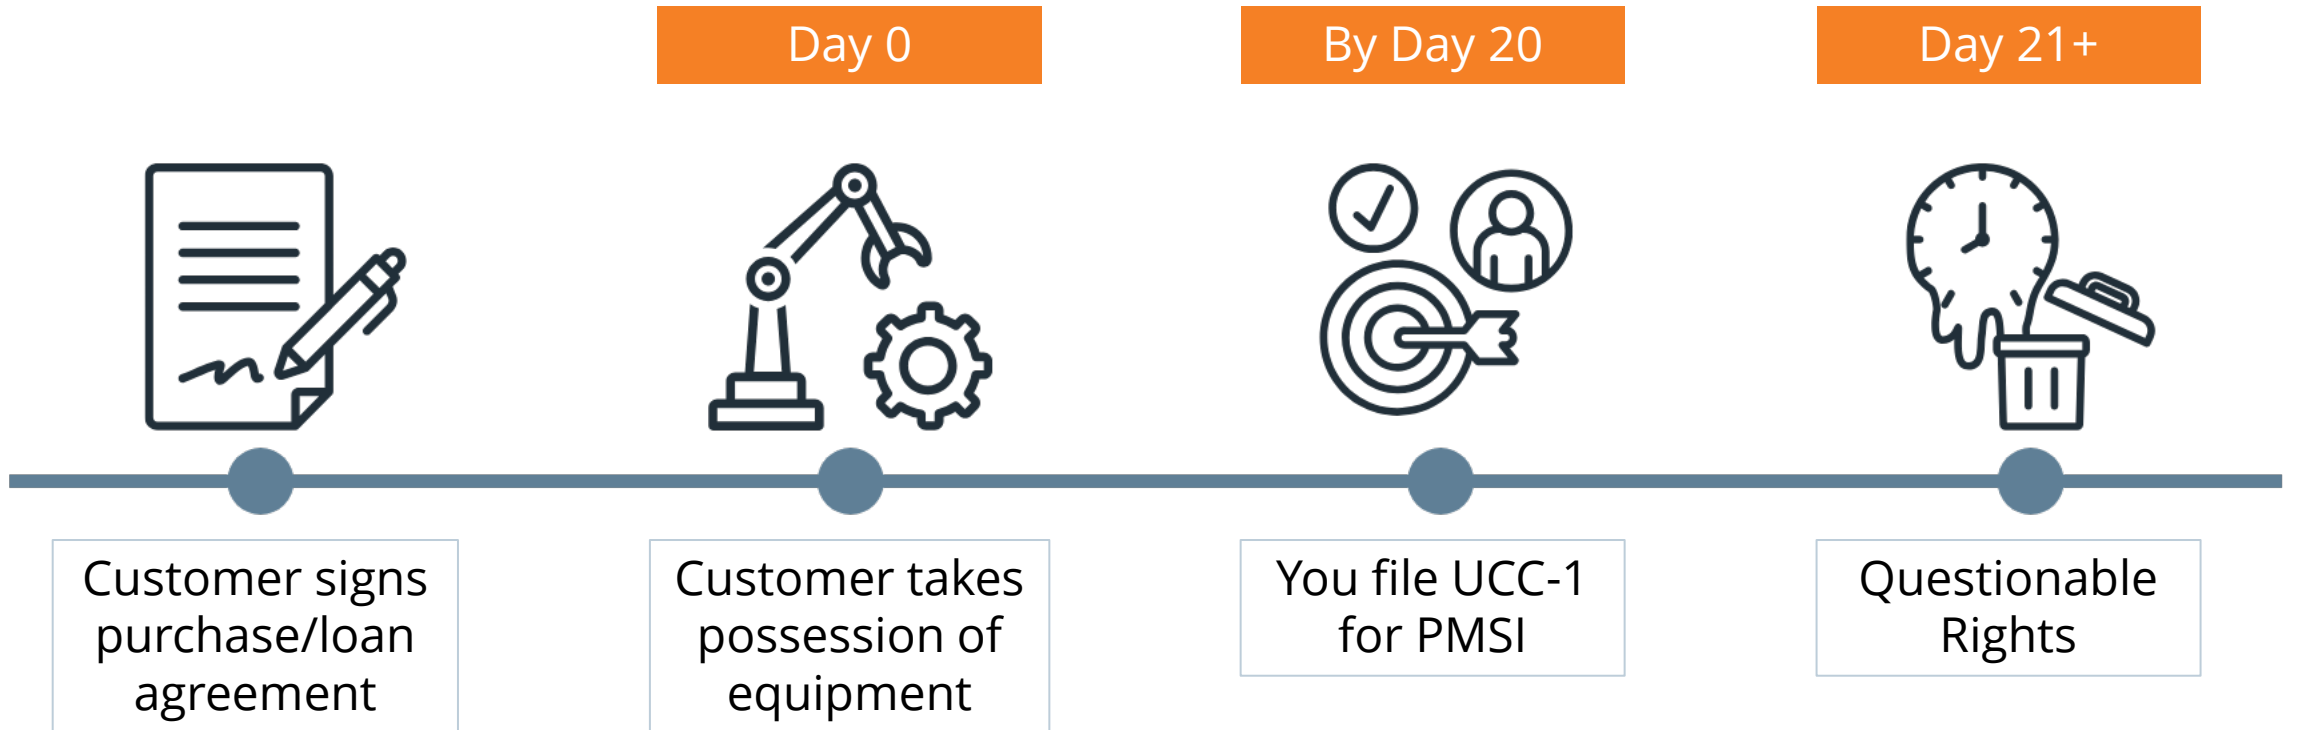 Day 0
By Day 20
Day 21+
Customer signs
purchase/loan
agreement
Customer takes
possession of
equipment
You file UCC-1
for PMSI
Questionable
Rights